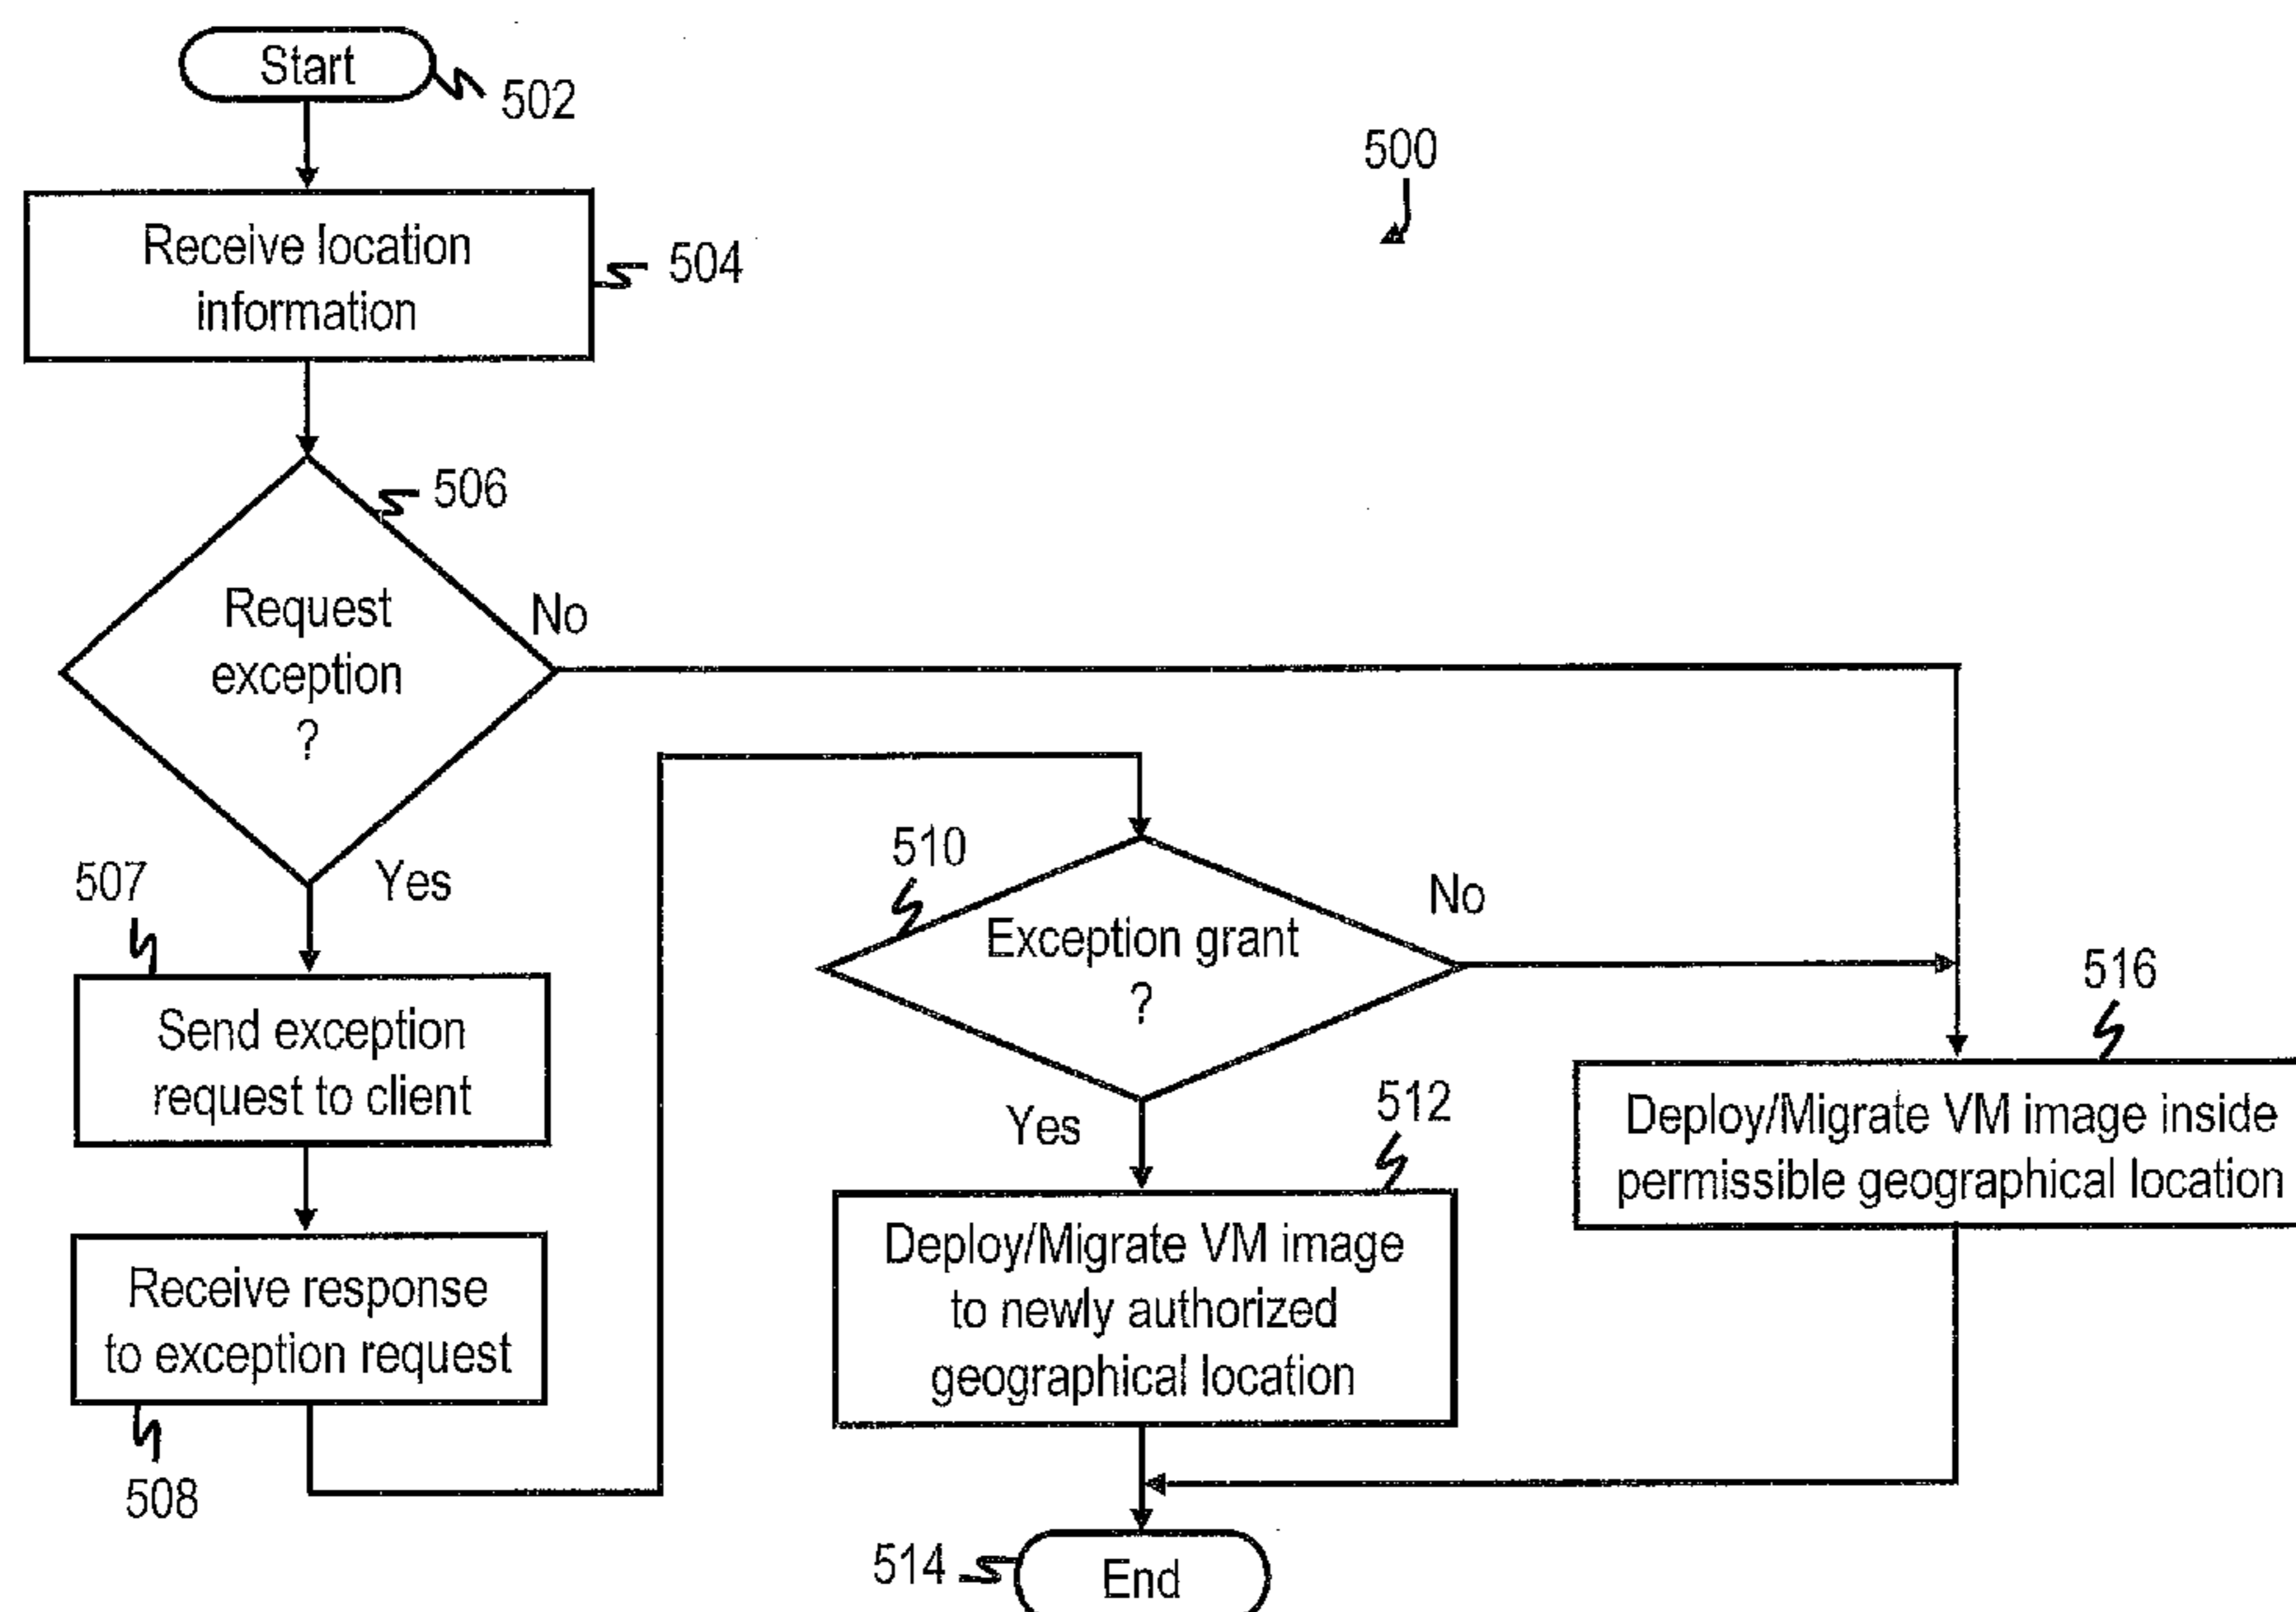 Start
502
500
Receive location
information
504
506
Request
exception
?
No
Yes
507
Send exception
request to client
Receive response
to exception request
508
510
Exception grant
?
No
Yes
512
Deploy/Migrate VM image
to newly authorized
geographical location
516
Deploy/Migrate VM image inside
permissible geographical location
514
End